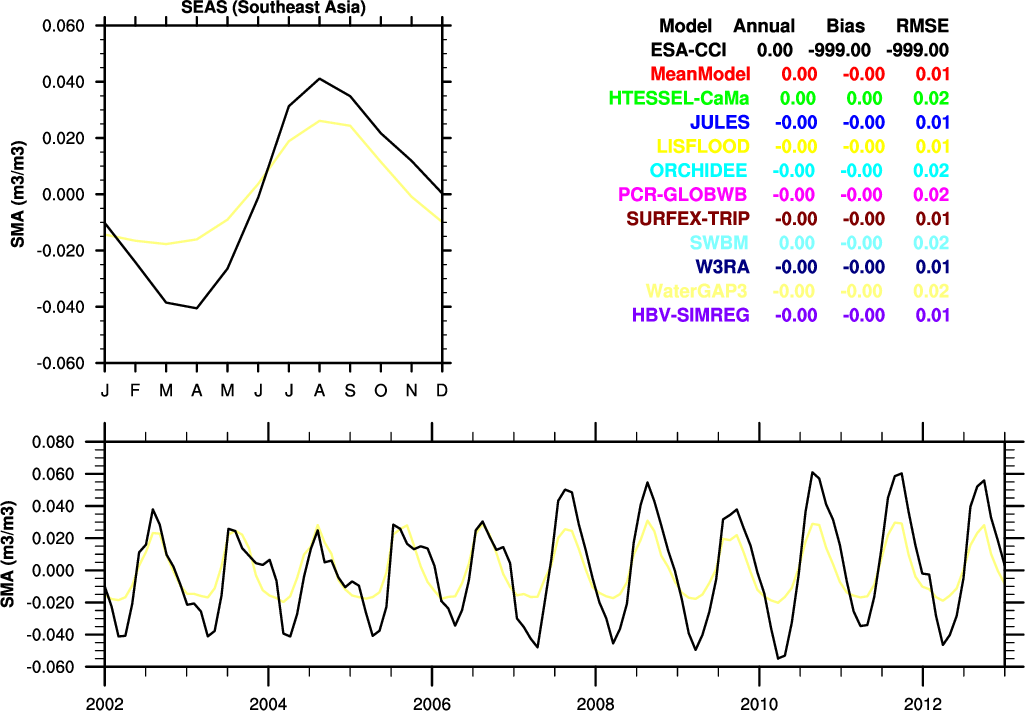 SEAS (Southeast Asia)
0.060
0.040
0.020
0.000
-0.020
-0.040
-0.060
SMA (m3/m3)
J F M A M J J A S O N D
Model Annual Bias RMSE
ESA-CCI 0.00 -999.00 -999.00
MeanModel 0.00 -0.00 0.01
HTESSEL-CaMa 0.00 0.00 0.02
JULES -0.00 -0.00 0.01
LISFLOOD -0.00 -0.00 0.01
ORCHIDEE -0.00 -0.00 0.02
PCR-GLOBWB -0.00 -0.00 0.02
SURFEX-TRIP -0.00 -0.00 0.01
SWBM 0.00 -0.00 0.02
W3RA -0.00 -0.00 0.01
WaterGAP3 -0.00 -0.00 0.02
HBV-SIMREG -0.00 -0.00 0.01
0.080
0.060
0.040
0.020
0.000
-0.020
-0.040
-0.060
SMA (m3/m3)
2002 2004 2006 2008 2010 2012